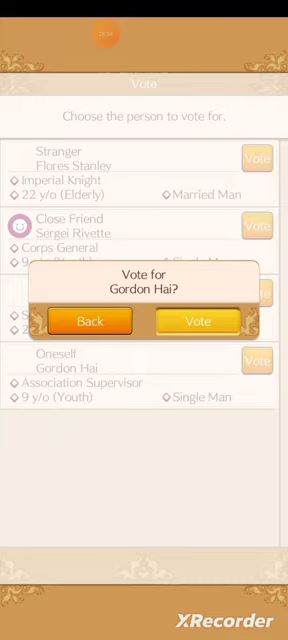 Vote
Choose the person to vote for.
Stranger
Flores Stanley
Vote
Imperial Knight
22 y/o (Elderly)
Married Man
Close Friend
Sergei Rivette
Vote
Corps General
Vote for
Gordon Hai?
Back
Vote
Oneself
Gordon Hai
Vote
Association Supervisor
9 y/o (Youth)
Single Man
XRecorder